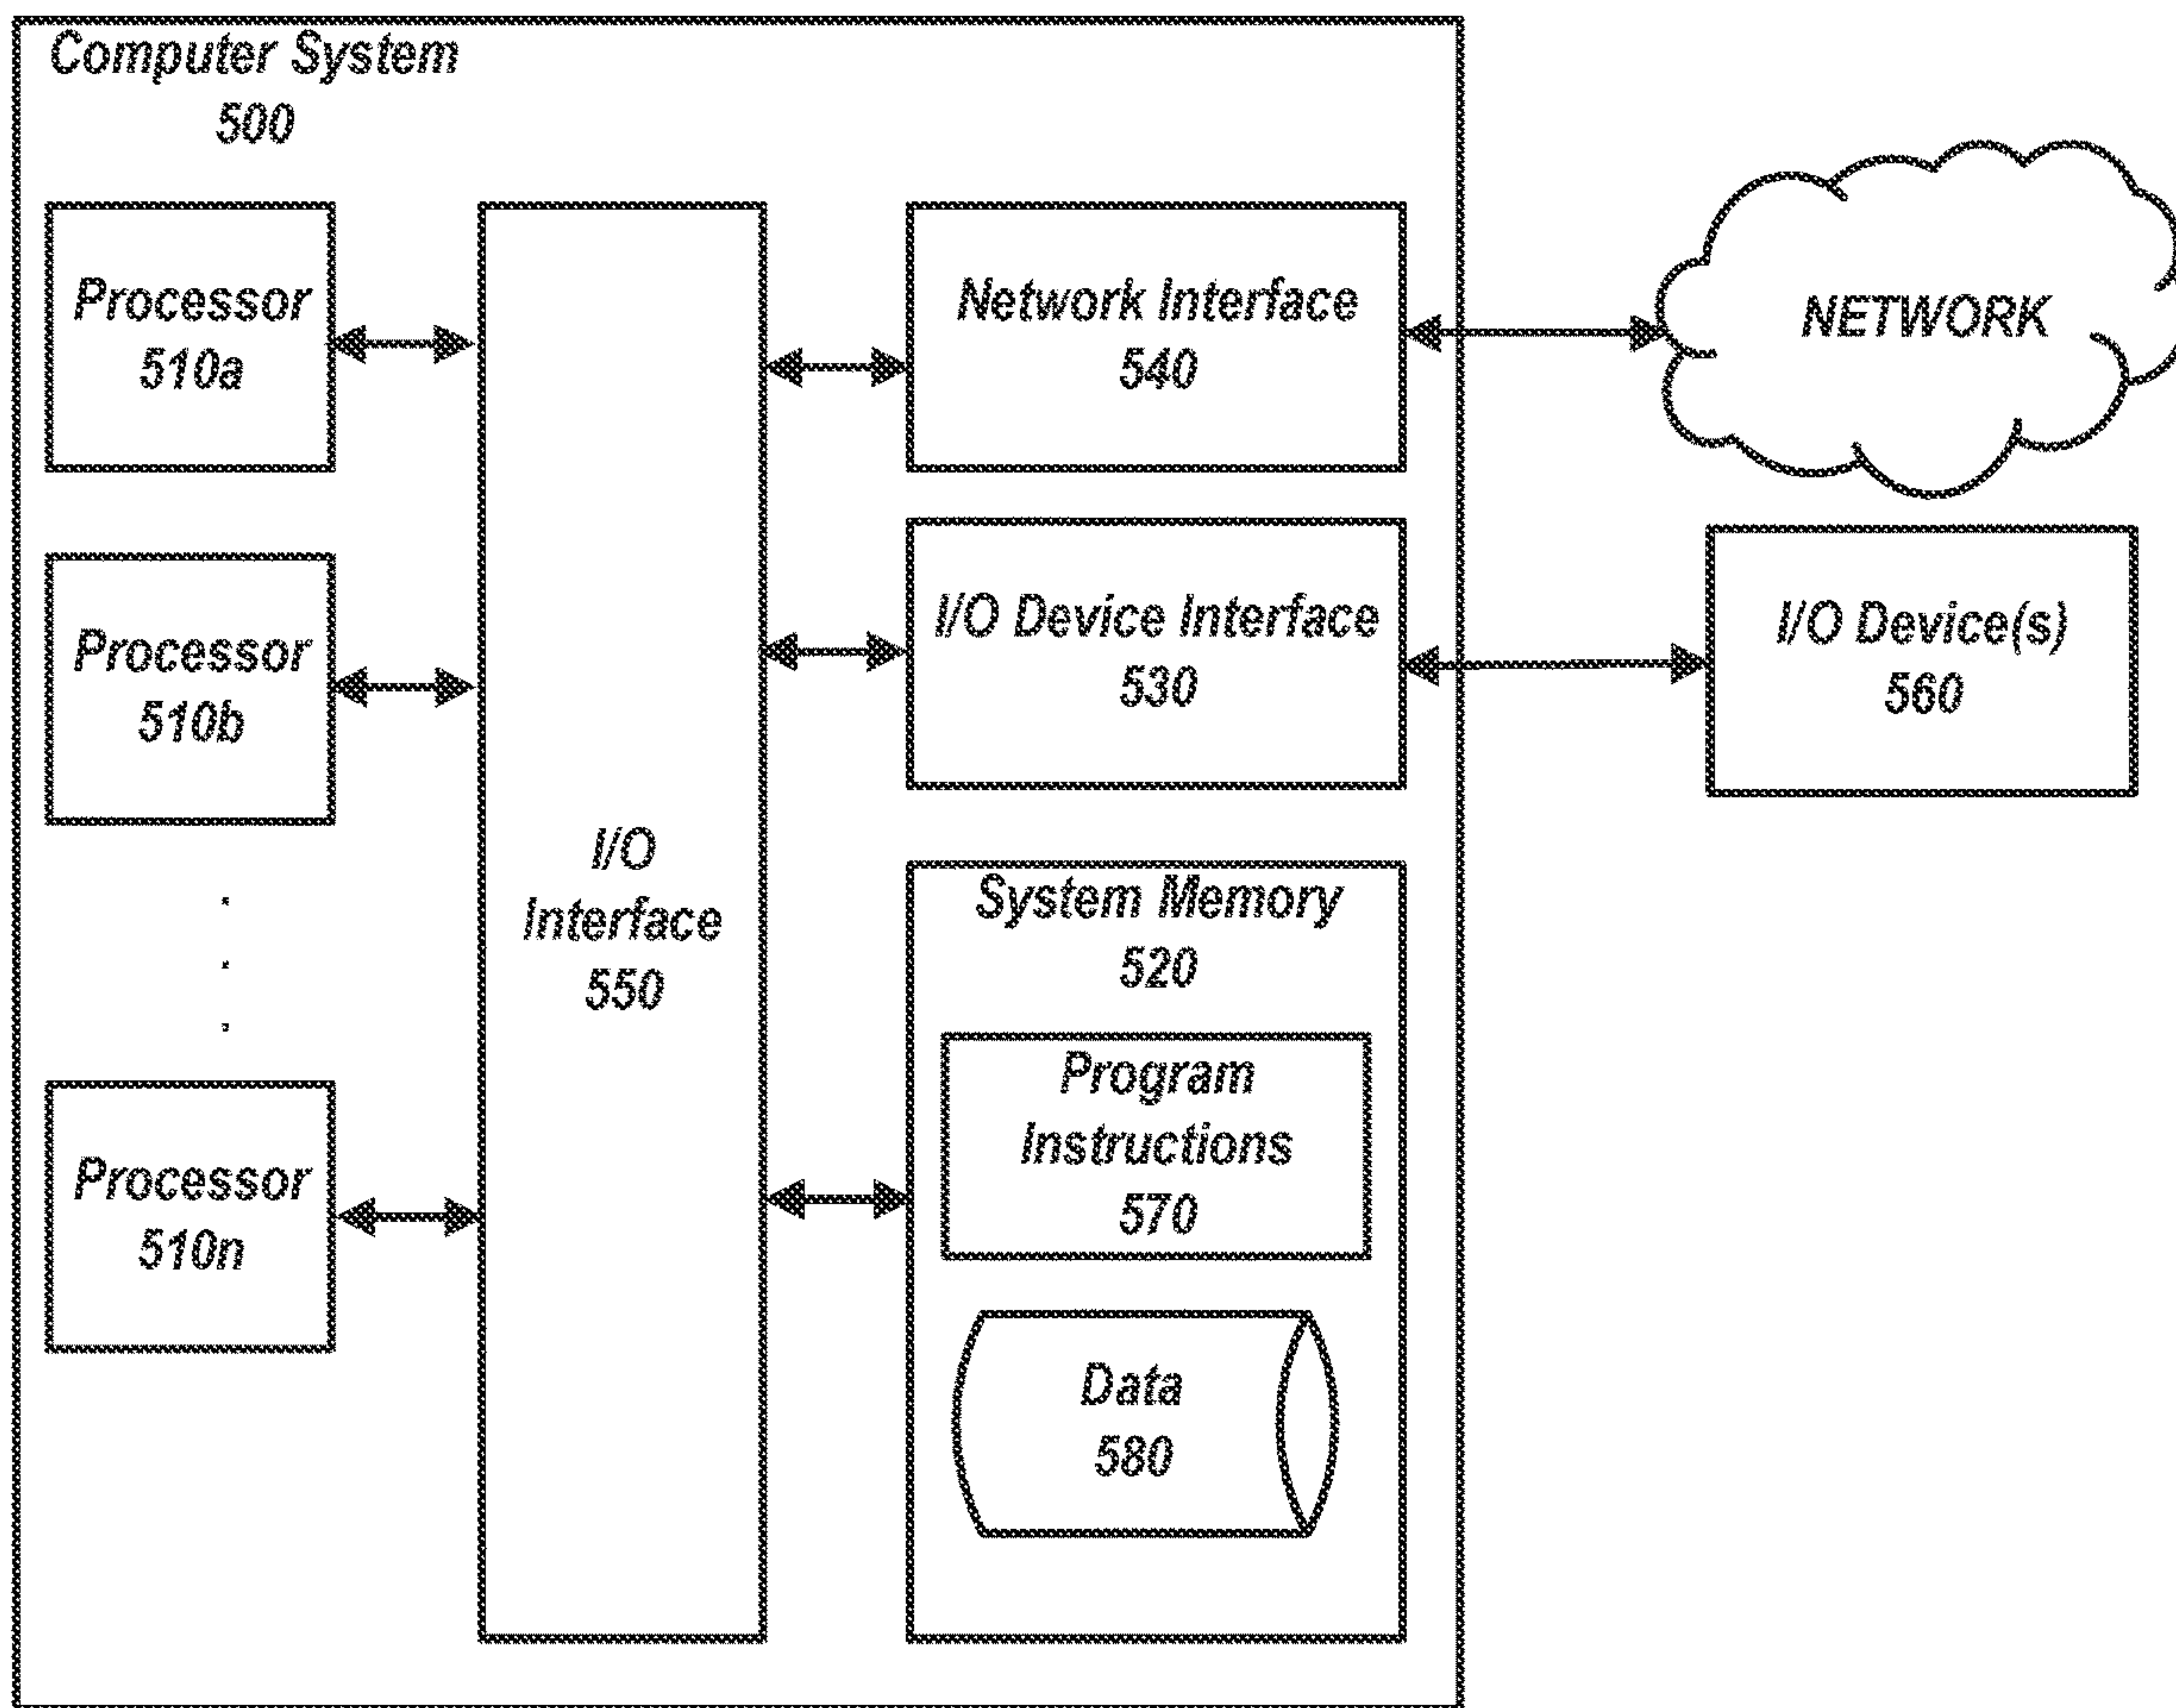 Computer System
500
Processor
510a
Network Interface
540
NETWORK
Processor
510b
I/O Device Interface
530
I/O Device(s)
560
I/O
Interface
550
System Memory
520
Program
Instructions
570
Processor
510n
Data
580